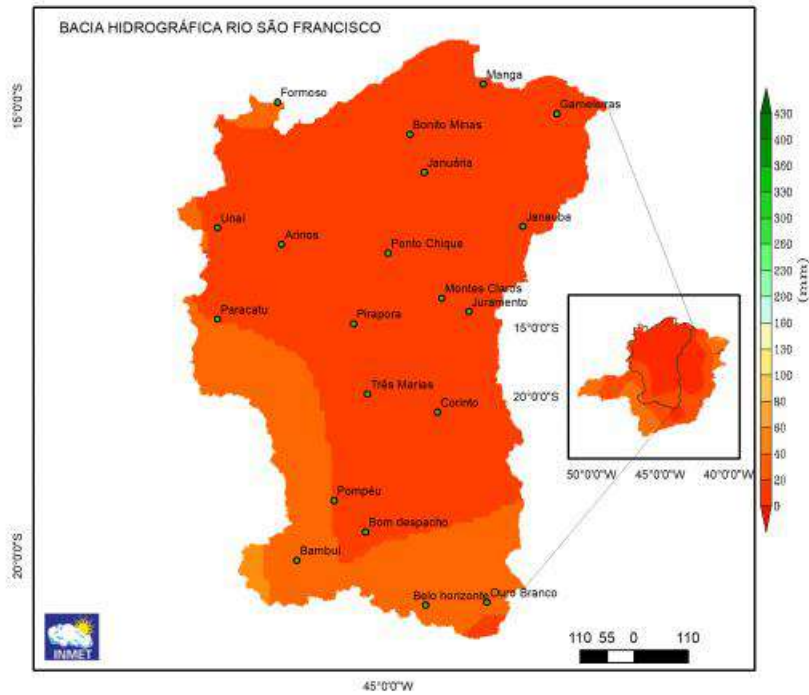 BACIA HIDROGRÁFICA RIO SÃO FRANCISCO
Manga
Formoso
Gameleiras
Bonito Minas
Januária
Unaí
Janauba
Arinos
Ponto Chique
Montes Claros
Juramento
Paracatu
Pirapora
Três Marias
Corinto
Pompéu
Bom despacho
Bambuí
Belo horizonte
Ouro Branco
15°0'0"S
20°0'0"S
45°0'0"W
15°0'0"S
20°0'0"S
50°0'0"W 45°0'0"W 40°0'0"W
430
400
360
330
300
260
230
200
160
130
100
80
60
40
20
0
(mm)
110 55 0 110
INMET